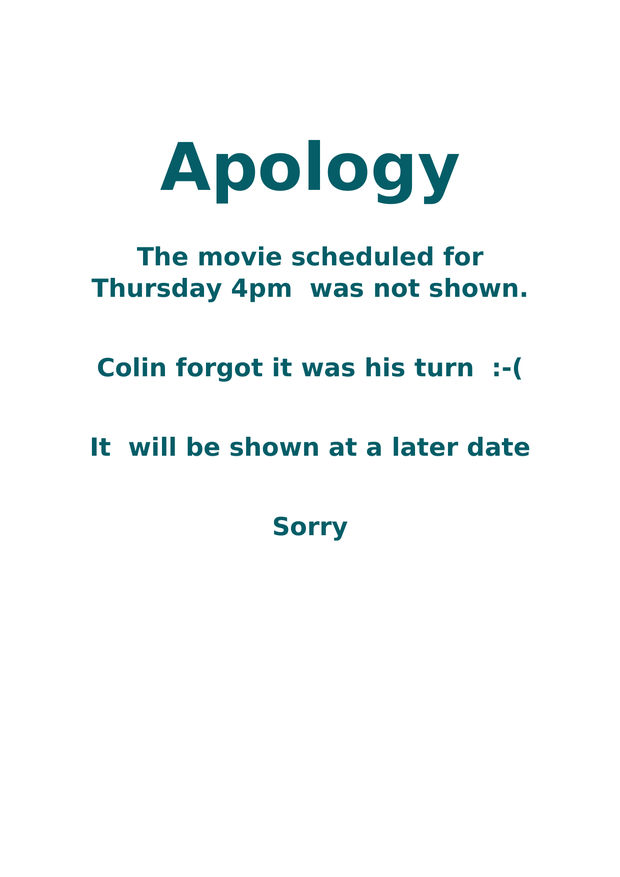 Apology
The movie scheduled for
Thursday 4pm  was not shown.
Colin forgot it was his turn  :-(
It  will be shown at a later date
Sorry